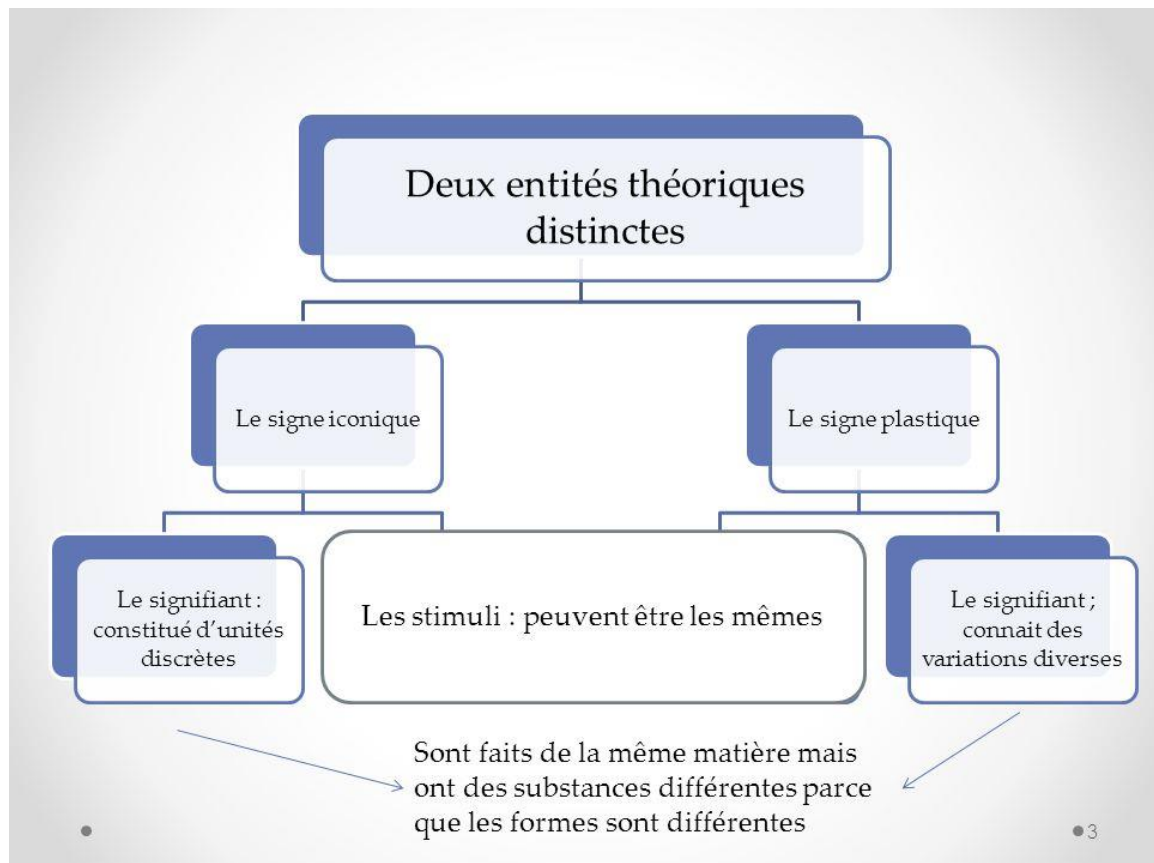 Deux entités théoriques
distinctes
Le signe iconique
Le signe plastique
Le signifiant :
constitué d’unités
discrètes
Les stimuli : peuvent être les mêmes
Le signifiant ;
connait des
variations diverses
Sont faits de la même matière mais
ont des substances différentes parce
que les formes sont différentes
3